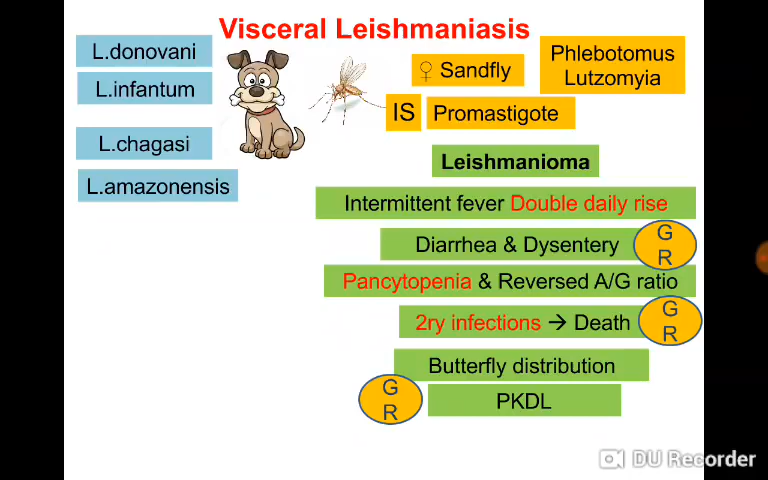 Visceral Leishmaniasis
L.donovani
L.infantum
L.chagasi
L.amazonensis
♀ Sandfly
Phlebotomus
Lutzomyia
IS
Promastigote
Leishmanioma
Intermittent fever Double daily rise
Diarrhea & Dysentery
G
R
Pancytopenia & Reversed A/G ratio
2ry infections → Death
G
R
Butterfly distribution
G
R
PKDL
DU Recorder